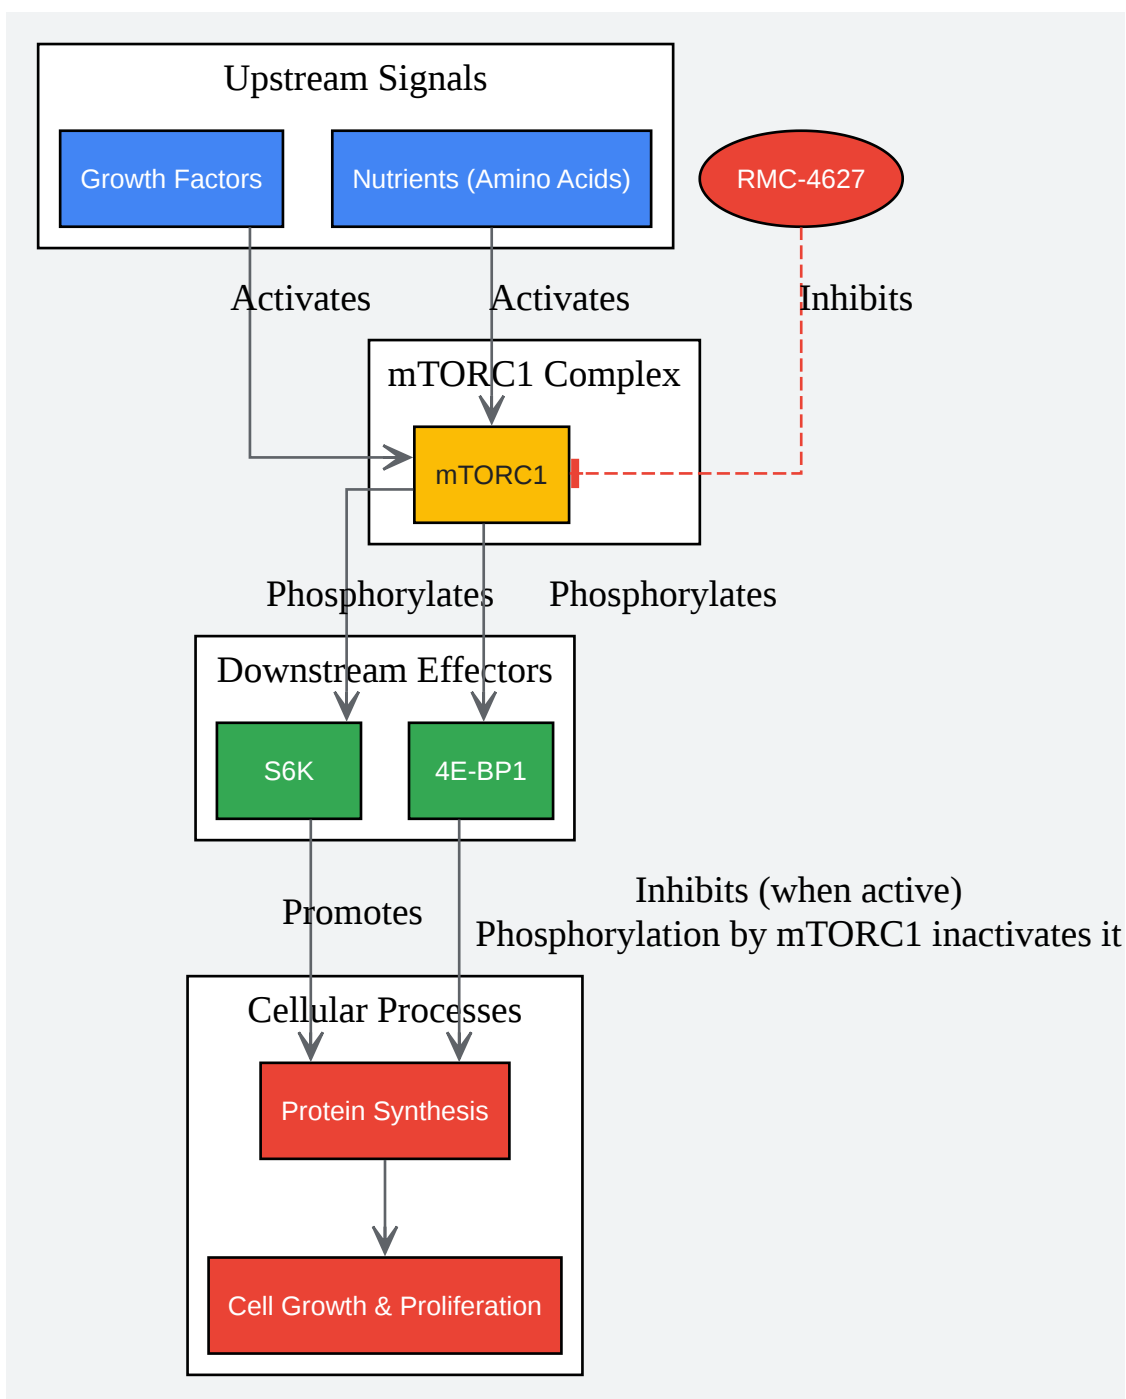 Upstream Signals
Growth Factors
Nutrients (Amino Acids)
RMC-4627
Activates
Activates
Inhibits
mTORC1 Complex
mTORC1
Phosphorylates
Phosphorylates
Downstream Effectors
S6K
4E-BP1
Promotes
Inhibits (when active)
Phosphorylation by mTORC1 inactivates it
Cellular Processes
Protein Synthesis
Cell Growth & Proliferation